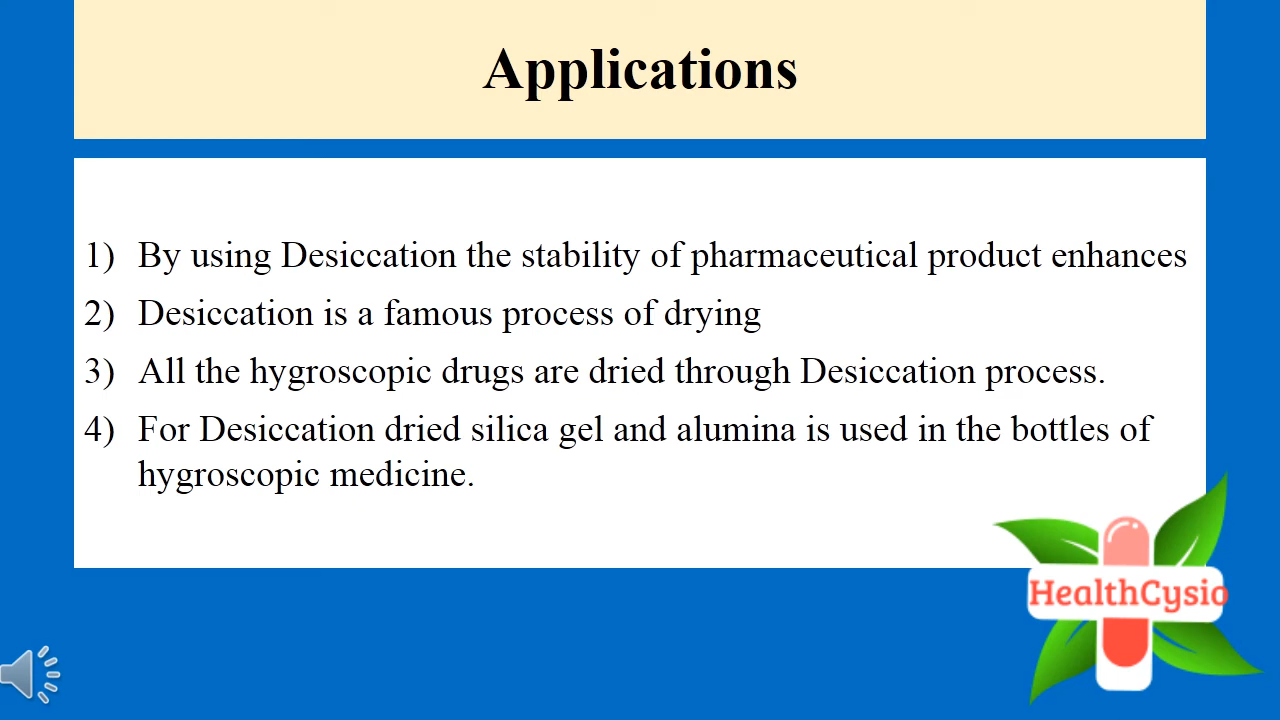 Applications
1) By using Desiccation the stability of pharmaceutical product enhances
2) Desiccation is a famous process of drying
3) All the hygroscopic drugs are dried through Desiccation process.
4) For Desiccation dried silica gel and alumina is used in the bottles of
hygroscopic medicine.
HealthCysio